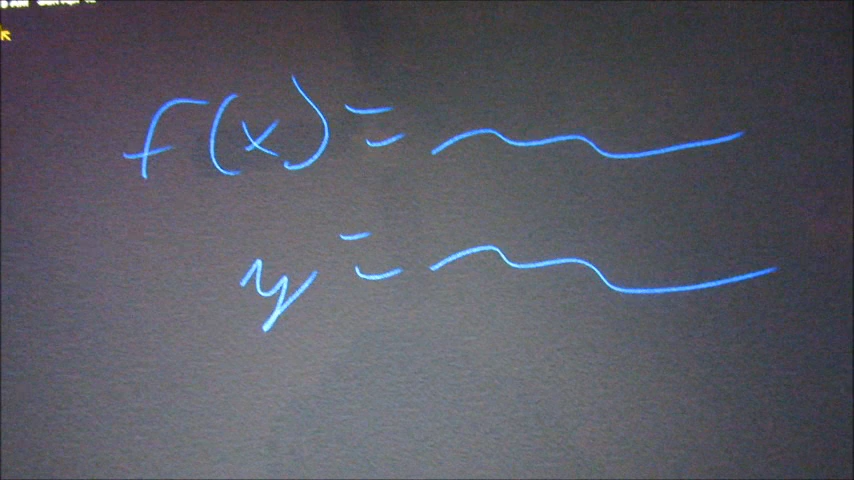 f(x) =
y =